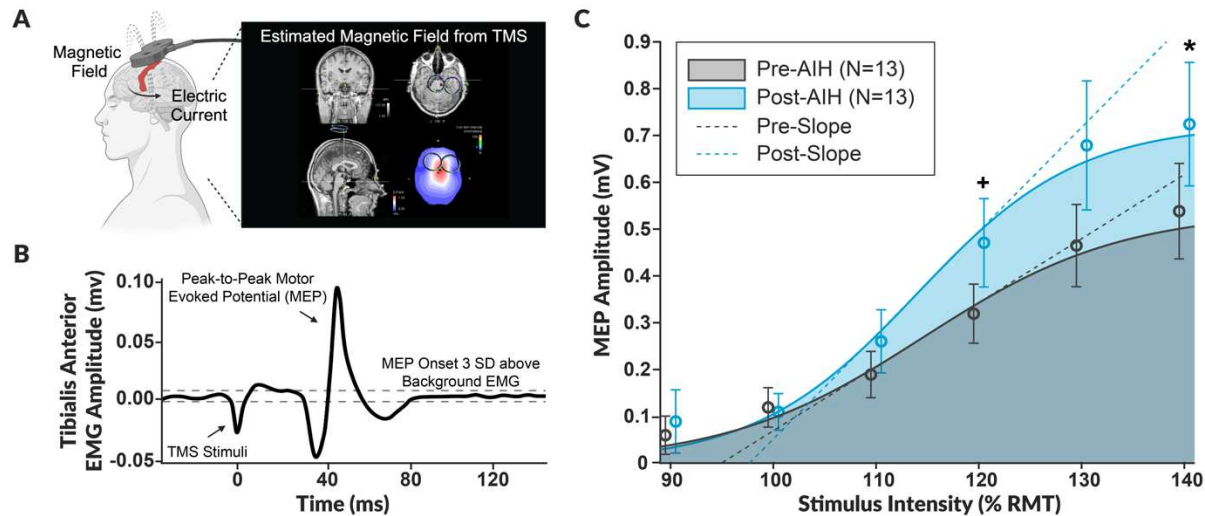 A
Magnetic
Field
Electric
Current
Estimated Magnetic Field from TMS
B
Tibialis Anterior
EMG Amplitude (mv)
0.10
0.05
0.00
-0.05
Peak-to-Peak Motor
Evoked Potential (MEP)
MEP Onset 3 SD above
Background EMG
TMS Stimuli
0
40
80
120
Time (ms)
C
MEP Amplitude (mV)
0.9
0.8
0.7
0.6
0.5
0.4
0.3
0.2
0.1
0
Pre-AIH (N=13)
Post-AIH (N=13)
Pre-Slope
Post-Slope
+
*
90
100
110
120
130
140
Stimulus Intensity (% RMT)